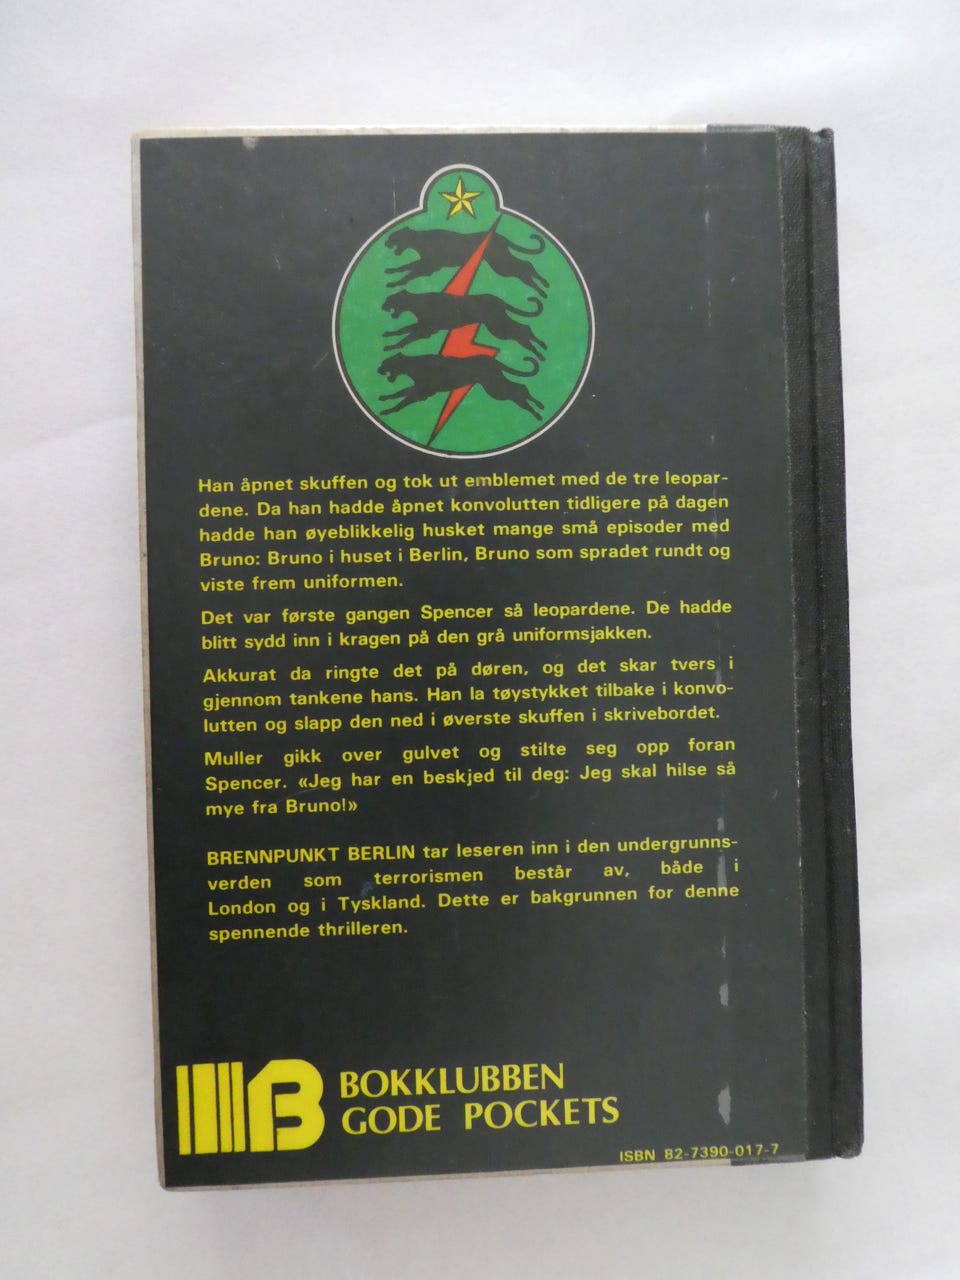 Han åpnet skuffen og tok ut emblemet med de tre leopar-
dene. Da han hadde åpnet konvolutten tidligere på dagen
hadde han øyeblikkelig husket mange små episoder med
Bruno: Bruno i huset i Berlin, Bruno som spradet rundt og
viste frem uniformen.
Det var første gangen Spencer så leopardene. De hadde
blitt sydd inn i kragen på den grå uniformsjakken.
Akkurat da ringte det på døren, og det skar tvers i
gjennom tankene hans. Han la tøystykket tilbake i konvo-
lutten og slapp den ned i øverste skuffen i skrivebordet.
Muller gikk over gulvet og stilte seg opp foran
Spencer. «Jeg har en beskjed til deg: Jeg skal hilse så
mye fra Bruno!»
BRENNPUNKT BERLIN tar leseren inn i den undergrunns-
verden som terrorismen består av, både i
London og i Tyskland. Dette er bakgrunnen for denne
spennende thrilleren.
B BOKKLUBBEN
GODE POCKETS
ISBN 82-7390-017-7